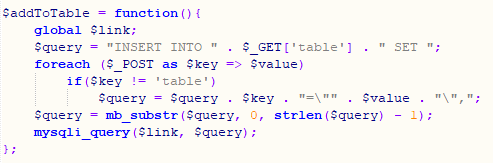 $addToTable = function(){
global $link;
$query = "INSERT INTO " . $_GET['table'] . " SET ";
foreach ($_POST as $key => $value)
if($key != 'table')
$query = $query . $key . "=\"" . $value . "\",";
$query = mb_substr($query, 0, strlen($query) - 1);
mysqli_query($link, $query);
};